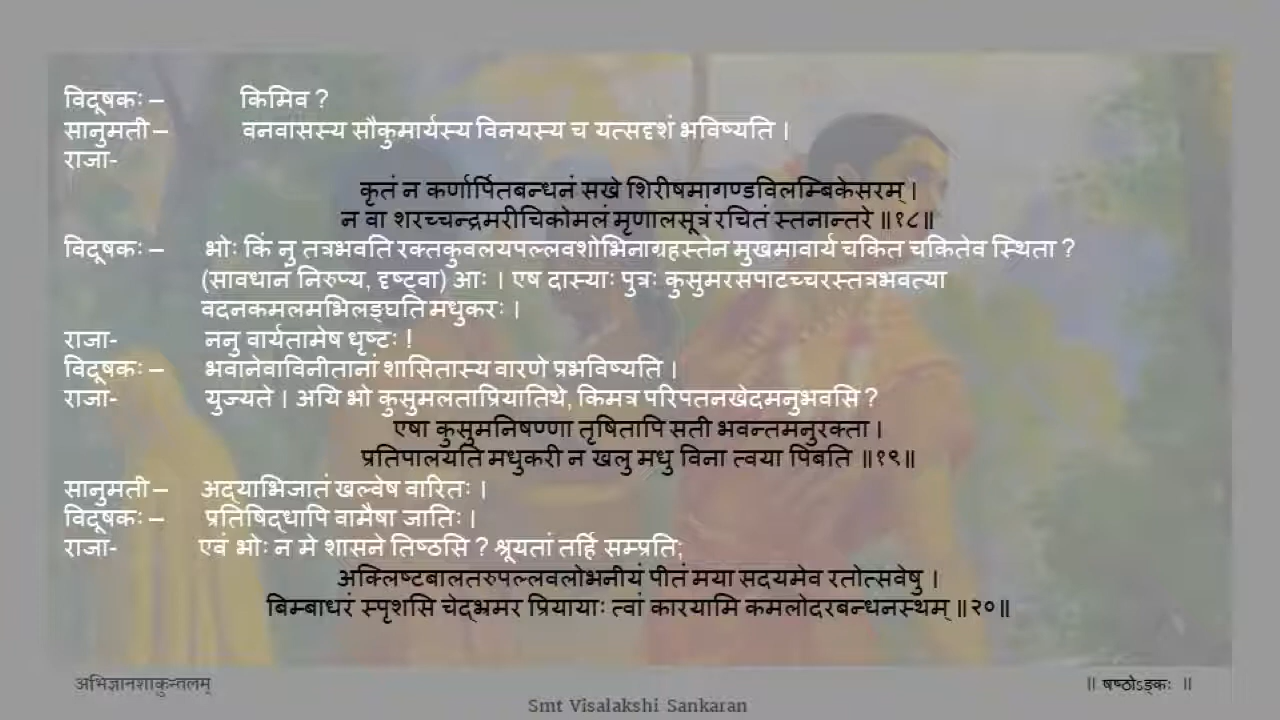 विदूषकः – किमिव ?
सानुमती – वनवासस्य सौकुमार्यस्य विनयस्य च यत्सदृशं भविष्यति ।
राजा-
कृतं न कर्णार्पितबन्धनं सखे शिरीषमागण्डविलम्बिकेसरम् ।
न वा शरच्चन्द्रमरीचिकोमलं मृणालसूत्रं रचितं स्तनान्तरे ॥१८॥
विदूषकः – भोः किं नु तत्रभवति रक्तकुवलयपल्लवशोभिनाग्रहस्तेन मुखमावार्य चकित चकितेव स्थिता ?
(सावधानं निरुप्य, दृष्ट्वा) आः । एष दास्याः पुत्रः कुसुमरसपाटच्चरस्तत्रभवत्या
वदनकमलमभिलङ्घति मधुकरः ।
राजा- ननु वार्यतामेष धृष्टः !
विदूषकः – भवानेवाविनीतानां शासितास्य वारणे प्रभविष्यति ।
राजा- युज्यते । अयि भो कुसुमलताप्रियातिथे, किमत्र परिपतनखेदमनुभवसि ?
एषा कुसुमनिषण्णा तृषितापि सती भवन्तमनुरक्ता ।
प्रतिपालयति मधुकरी न खलु मधु विना त्वया पिबति ॥१९॥
सानुमती – अद्याभिजातं खल्वेष वारितः ।
विदूषकः – प्रतिषिद्धापि वामैषा जातिः ।
राजा- एवं भोः न मे शासने तिष्ठसि ? श्रूयतां तर्हि सम्प्रति;
अक्लिष्टबालतरुपल्लवलोभनीयं पीतं मया सदयमेव रतोत्सवेषु ।
बिम्बाधरं स्पृशसि चेद्भ्रमर प्रियायाः त्वां कारयामि कमलोदरबन्धनस्थम् ॥२०॥
अभिज्ञानशाकुन्तलम् ॥ षष्ठोऽङ्कः ॥
Smt Visalakshi Sankaran